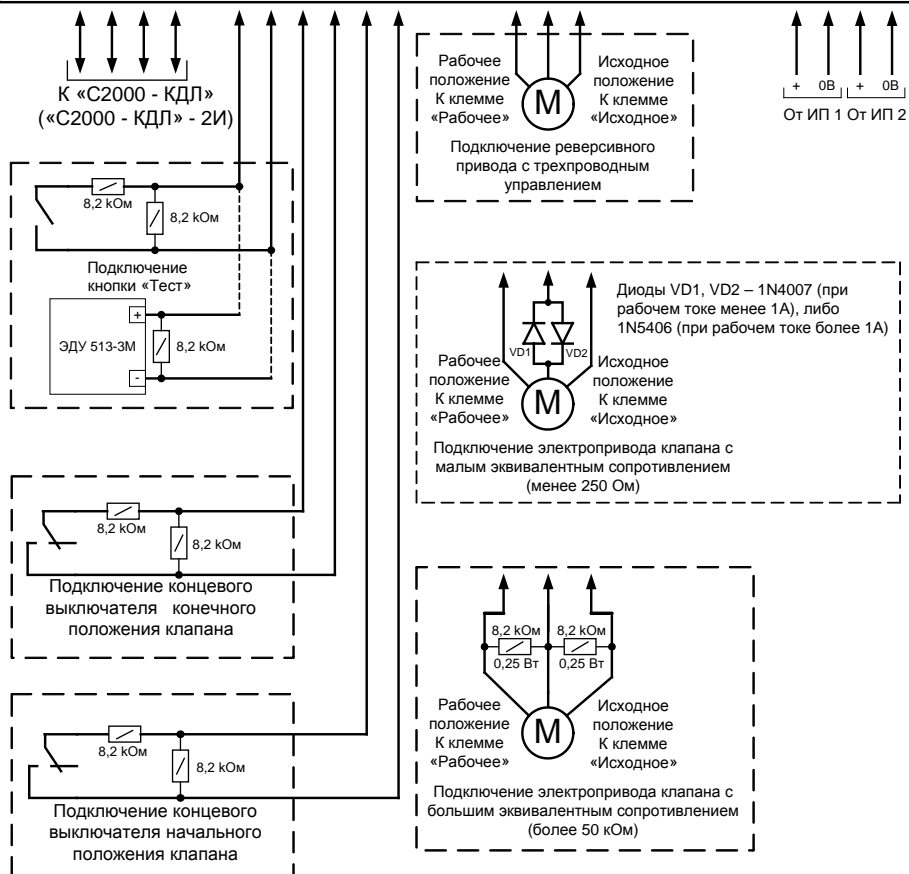 К «С2000 - КДЛ»
(«С2000 - КДЛ» - 2И)
8,2 kОм
8,2 kОм
Подключение
кнопки «Тест»
+
ЭДУ 513-3М
8,2 kОм
-
8,2 kОм
8,2 kОм
Подключение концевого
выключателя конечного
положения клапана
8,2 kОм
8,2 kОм
Подключение концевого
выключателя начального
положения клапана
Рабочее
положение
К клемме
«Рабочее»
М
Исходное
положение
К клемме
«Исходное»
Подключение реверсивного
привода с трехпроводным
управлением
+ 0В + 0В
От ИП 1 От ИП 2
Диоды VD1, VD2 – 1N4007 (при
рабочем токе менее 1А), либо
1N5406 (при рабочем токе более 1А)
VD1 VD2
Рабочее
положение
К клемме
«Рабочее»
М
Исходное
положение
К клемме
«Исходное»
Подключение электропривода клапана с
малым эквивалентным сопротивлением
(менее 250 Ом)
8,2 kОм 8,2 kОм
0,25 Вт 0,25 Вт
Рабочее
положение
К клемме
«Рабочее»
М
Исходное
положение
К клемме
«Исходное»
Подключение электропривода клапана с
большим эквивалентным сопротивлением
(более 50 кОм)